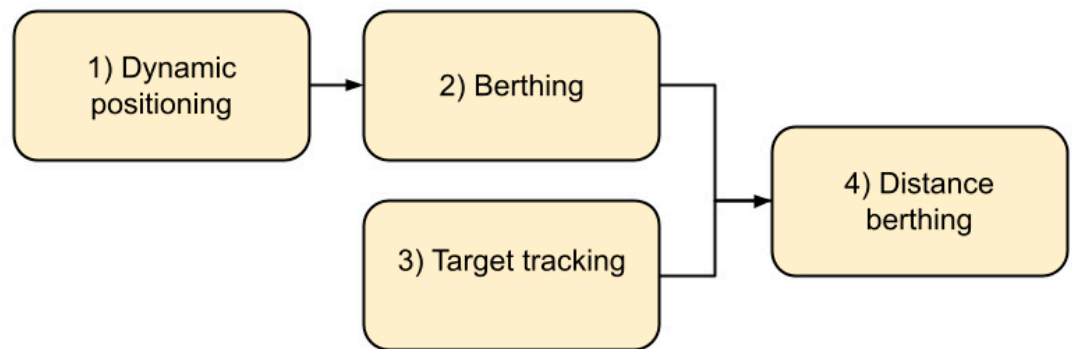 1) Dynamic
positioning
2) Berthing
3) Target tracking
4) Distance
berthing